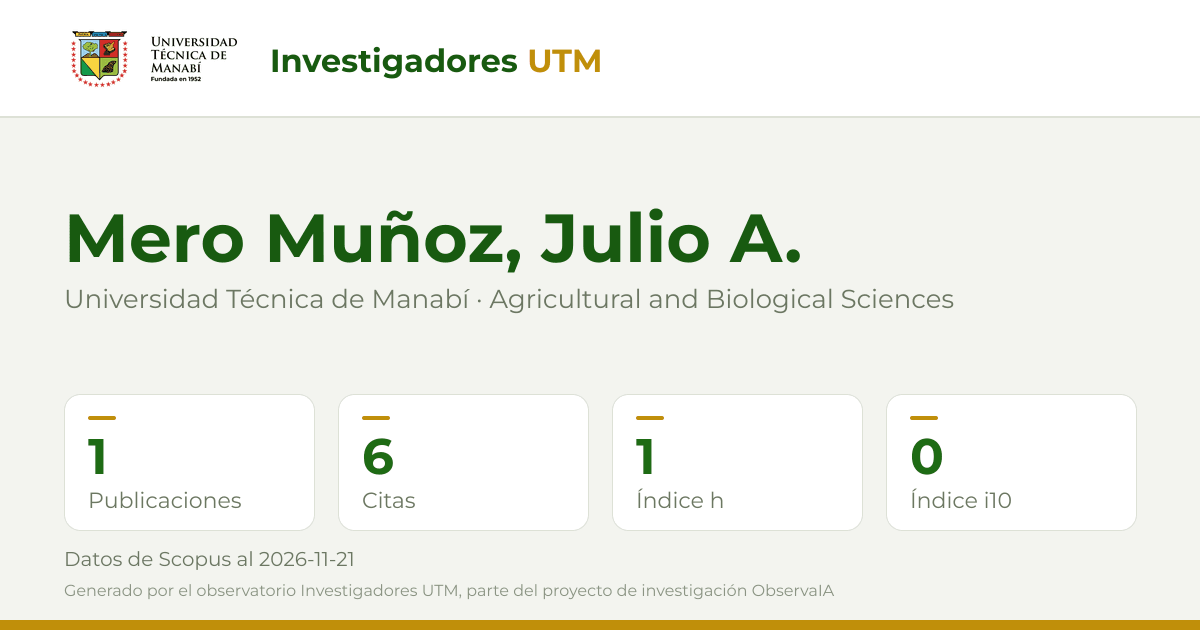 UNIVERSIDAD
TÉCNICA DE
MANABÍ
Fundada en 1952
Investigadores UTM
Mero Muñoz, Julio A.
Universidad Técnica de Manabí · Agricultural and Biological Sciences
1
Publicaciones
6
Citas
1
Índice h
0
Índice i10
Datos de Scopus al 2026-11-21
Generado por el observatorio Investigadores UTM, parte del proyecto de investigación ObservaIA